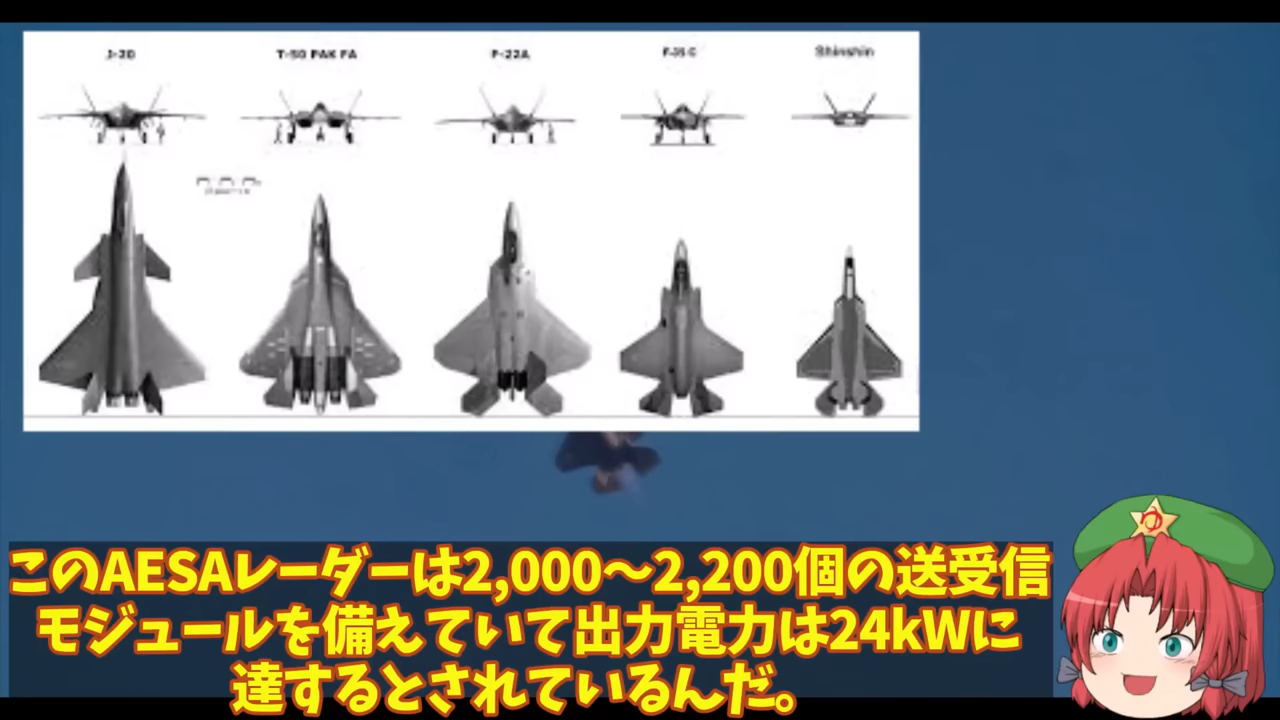 J-20
T-50 PAK FA
F-22A
F-35 C
Shinshin
このAESAレーダーは2,000～2,200個の送受信
モジュールを備えていて出力電力は24kWに
達するとされているんだ。